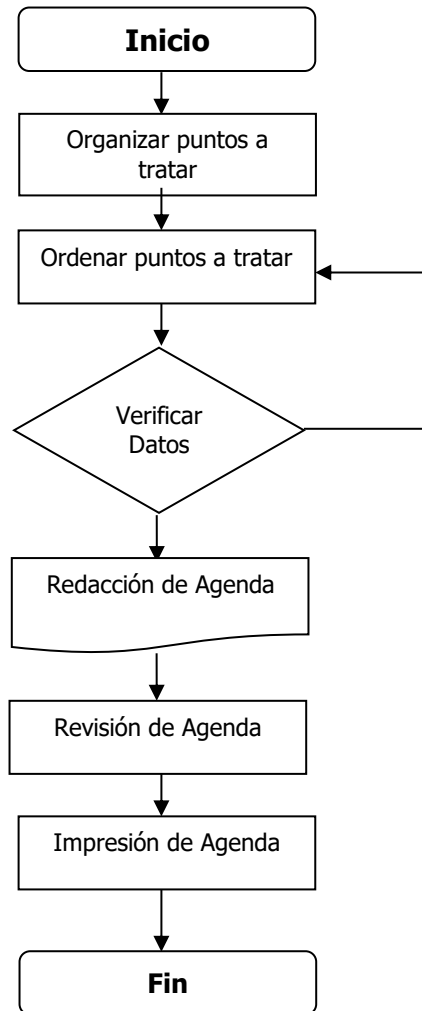 Inicio
Organizar puntos a
tratar
Ordenar puntos a tratar
Verificar
Datos
Redacción de Agenda
Revisión de Agenda
Impresión de Agenda
Fin